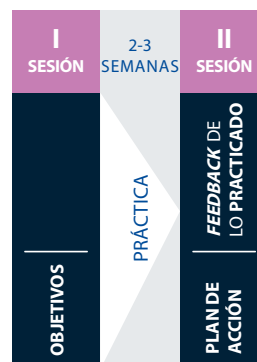 I
SESIÓN
2-3
SEMANAS
II
SESIÓN
OBJETIVOS
PRÁCTICA
FEEDBACK DE
LO PRACTICADO
PLAN DE
ACCIÓN